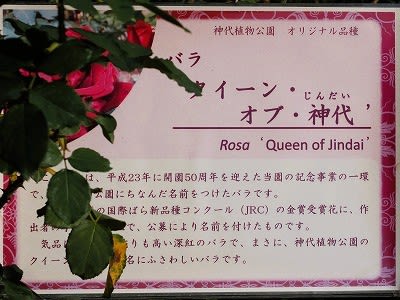 神代植物公園 オリジナル品種
バラ
クイーン・
じんだい
オブ・神代’
Rosa ‘Queen of Jindai’
は、平成23年に開園50周年を迎えた当園の記念事業の一環
で、 公園にちなんだ名前をつけたバラです。
の国際ばら新品種コンクール（JRC）の金賞受賞花に、作
出者 で、公募により名前を付けたものです。
気品 りも高い深紅のバラで、まさに、神代植物公園の
クイーン 名にふさわしいバラです。